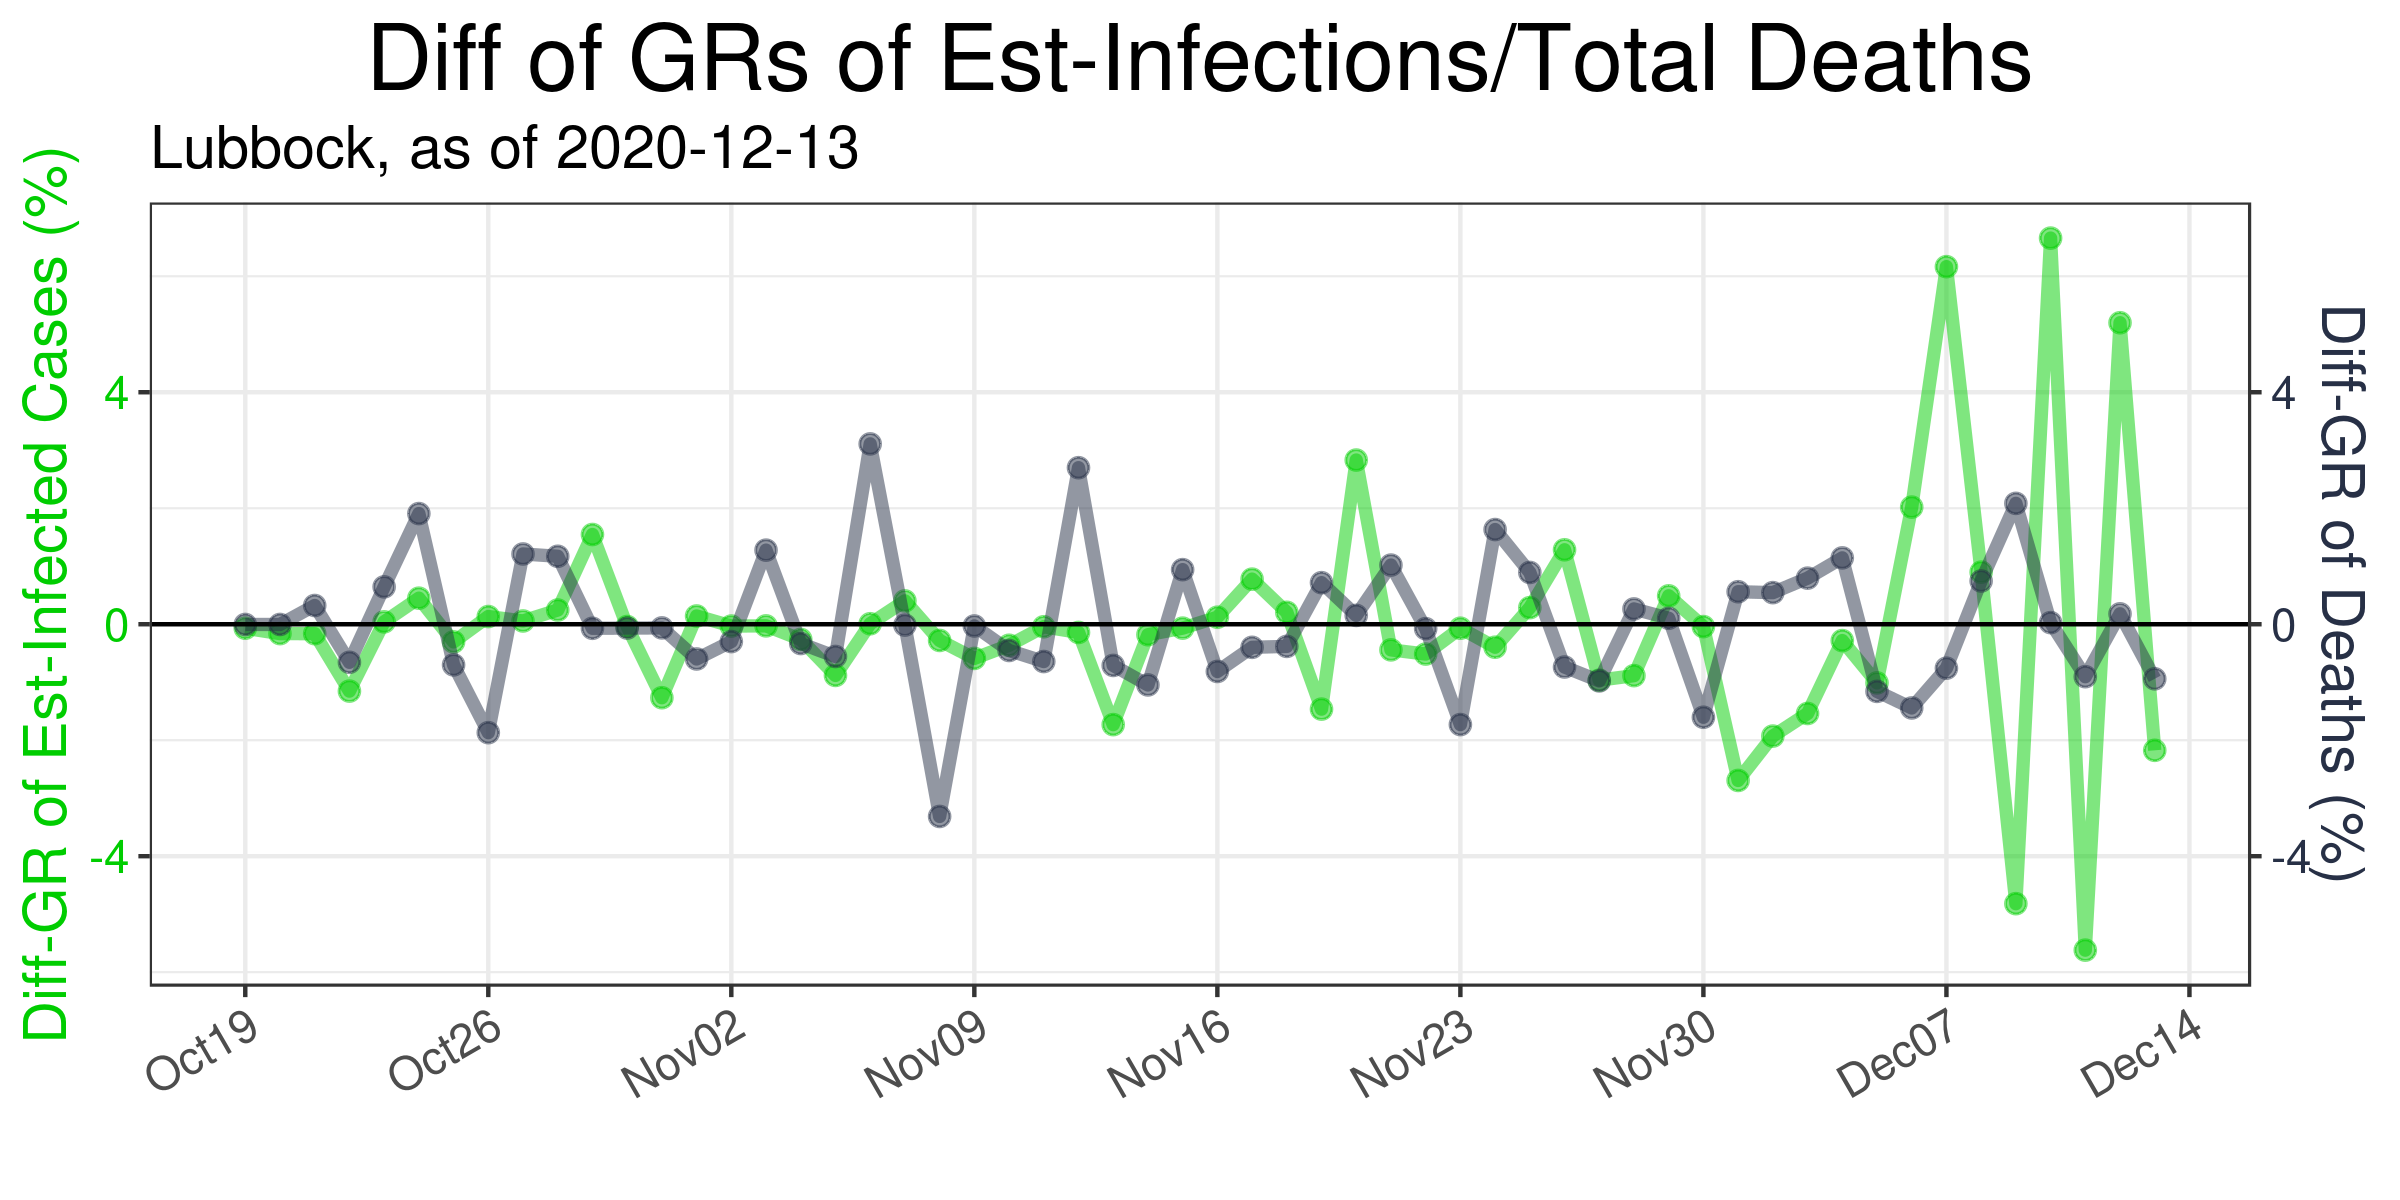 Diff of GRs of Est-Infections/Total Deaths
Lubbock, as of 2020-12-13
Diff-GR of Est-Infected Cases (%)
4
0
-4
4
0
-4
Diff-GR of Deaths (%)
Oct19
Oct26
Nov02
Nov09
Nov16
Nov23
Nov30
Dec07
Dec14